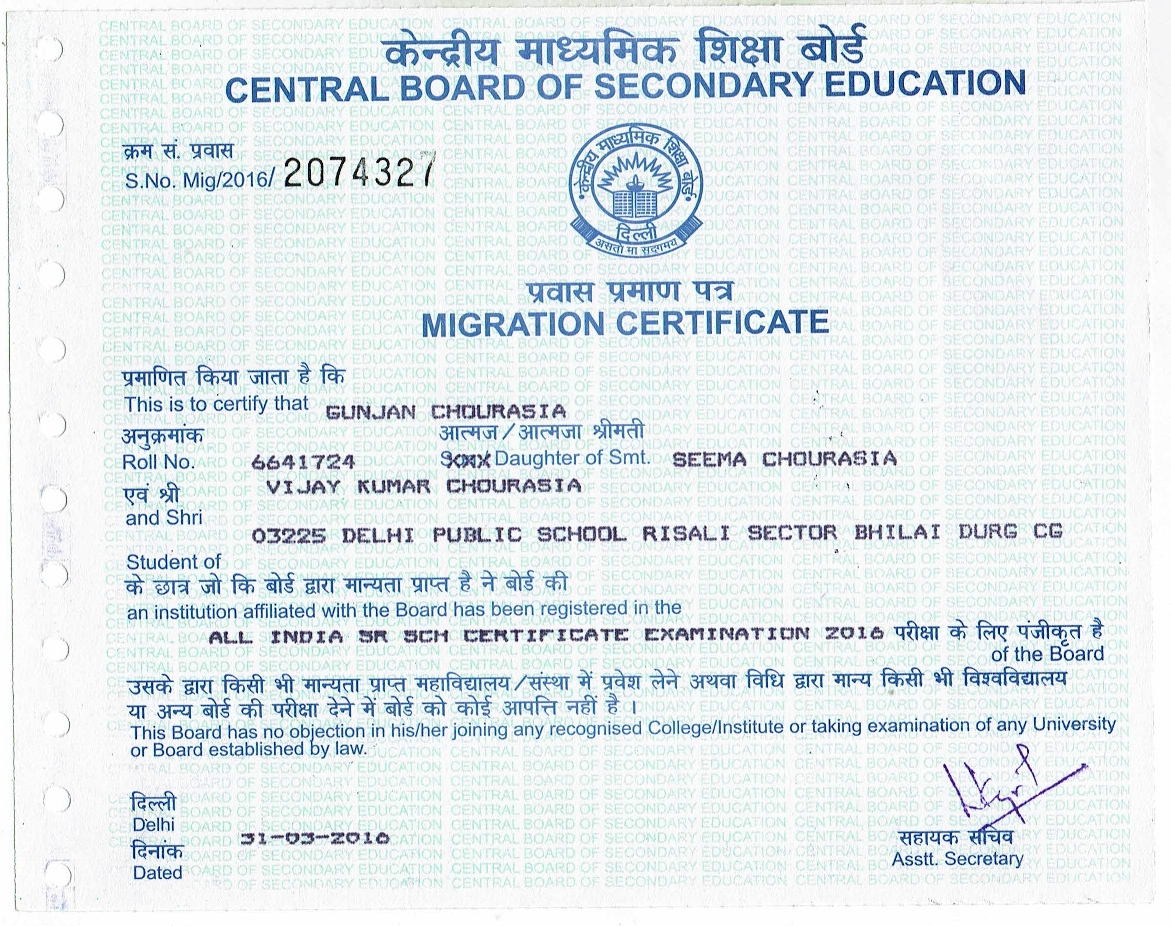 केन्द्रीय माध्यमिक शिक्षा बोर्ड
CENTRAL BOARD OF SECONDARY EDUCATION
क्रम सं. प्रवास
S.No. Mig/2016/ 2074327
केन्द्रीय माध्यमिक शिक्षा बोर्ड
दिल्ली
असतो मा सद्गमय
प्रवास प्रमाण पत्र
MIGRATION CERTIFICATE
प्रमाणित किया जाता है कि
This is to certify that GUNJAN CHOURASIA
अनुक्रमांक आत्मज/आत्मजा श्रीमती
Roll No. 6641724 Daughter of Smt. SEEMA CHOURASIA
एवं श्री VIJAY KUMAR CHOURASIA
and Shri
03225 DELHI PUBLIC SCHOOL RISALI SECTOR BHILAI DURG CG
Student of
के छात्र जो कि बोर्ड द्वारा मान्यता प्राप्त है ने बोर्ड की
an institution affiliated with the Board has been registered in the
ALL INDIA SR SCH CERTIFICATE EXAMINATION 2016 परीक्षा के लिए पंजीकृत है
of the Board
उसके द्वारा किसी भी मान्यता प्राप्त महाविद्यालय/संस्था में प्रवेश लेने अथवा विधि द्वारा मान्य किसी भी विश्वविद्यालय
या अन्य बोर्ड की परीक्षा देने में बोर्ड को कोई आपत्ति नहीं है ।
This Board has no objection in his/her joining any recognised College/Institute or taking examination of any University
or Board established by law.
दिल्ली
Delhi
31-03-2016
दिनांक
Dated
सहायक सचिव
Asstt. Secretary